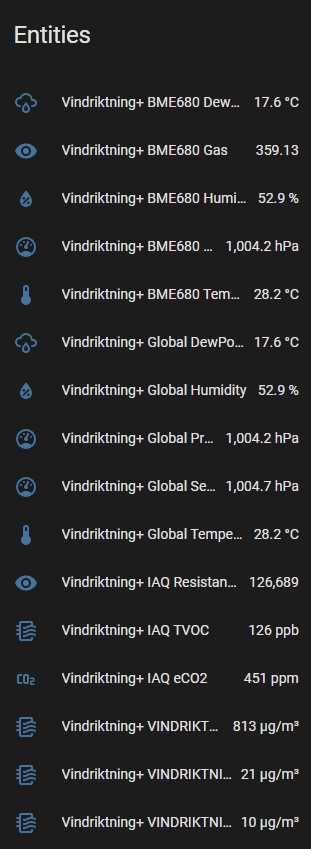 Entities
Vindriktning+ BME680 Dew... 17.6 °C
Vindriktning+ BME680 Gas 359.13
Vindriktning+ BME680 Humi... 52.9 %
Vindriktning+ BME680 ... 1,004.2 hPa
Vindriktning+ BME680 Tem... 28.2 °C
Vindriktning+ Global DewPo... 17.6 °C
Vindriktning+ Global Humidity 52.9 %
Vindriktning+ Global Pr... 1,004.2 hPa
Vindriktning+ Global Se... 1,004.7 hPa
Vindriktning+ Global Tempe... 28.2 °C
Vindriktning+ IAQ Resistan... 126,689
Vindriktning+ IAQ TVOC 126 ppb
CO₂ Vindriktning+ IAQ eCO2 451 ppm
Vindriktning+ VINDRIKT... 813 µg/m³
Vindriktning+ VINDRIKTNI... 21 µg/m³
Vindriktning+ VINDRIKTNI... 10 µg/m³